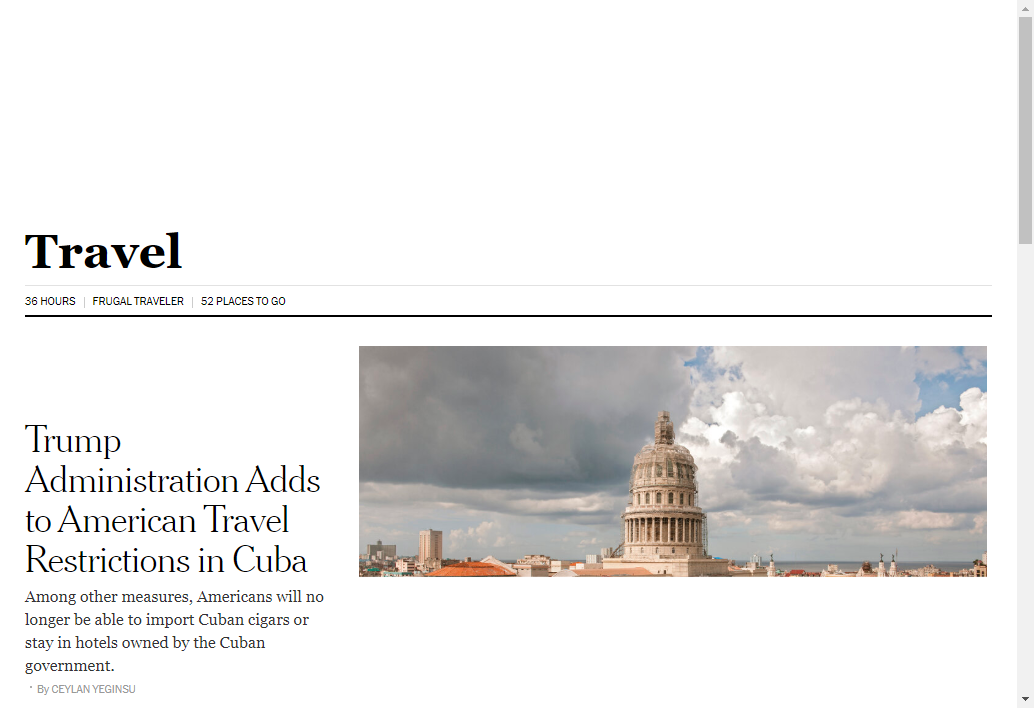 Travel
36 HOURS
FRUGAL TRAVELER
52 PLACES TO GO
Trump
Administration Adds
to American Travel
Restrictions in Cuba
Among other measures, Americans will no
longer be able to import Cuban cigars or
stay in hotels owned by the Cuban
government.
By CEYLAN YEGINSU